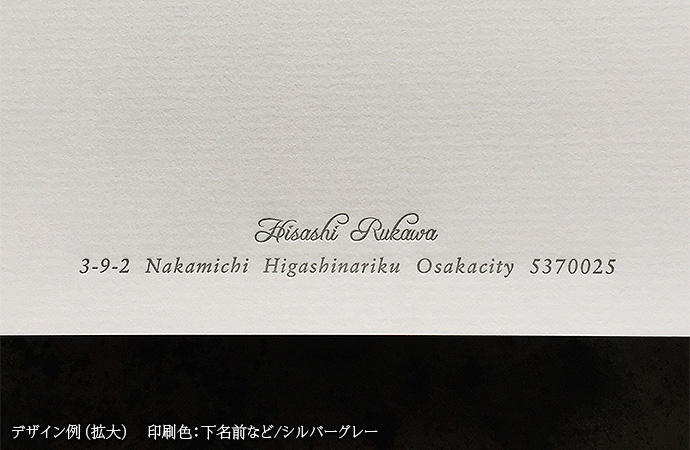 Hisashi Rukawa
3-9-2 Nakamichi Higashinariku Osakacity 5370025
デザイン例 (拡大) 印刷色：下名前など/シルバーグレー